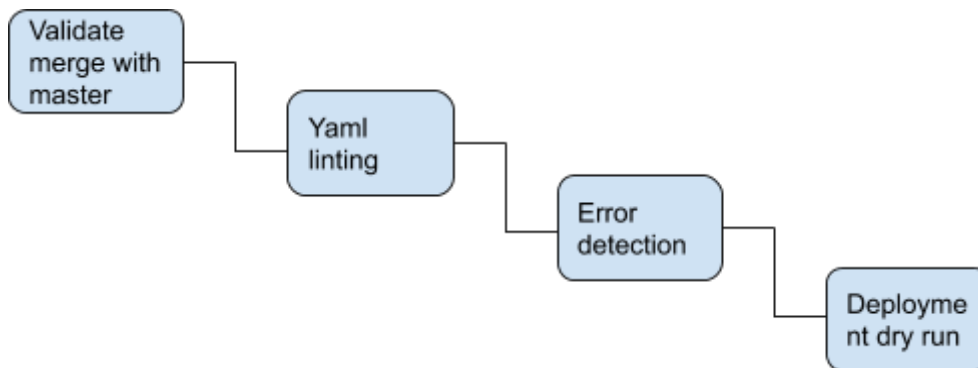 Validate
merge with
master
Yaml
linting
Error
detection
Deployme
nt dry run